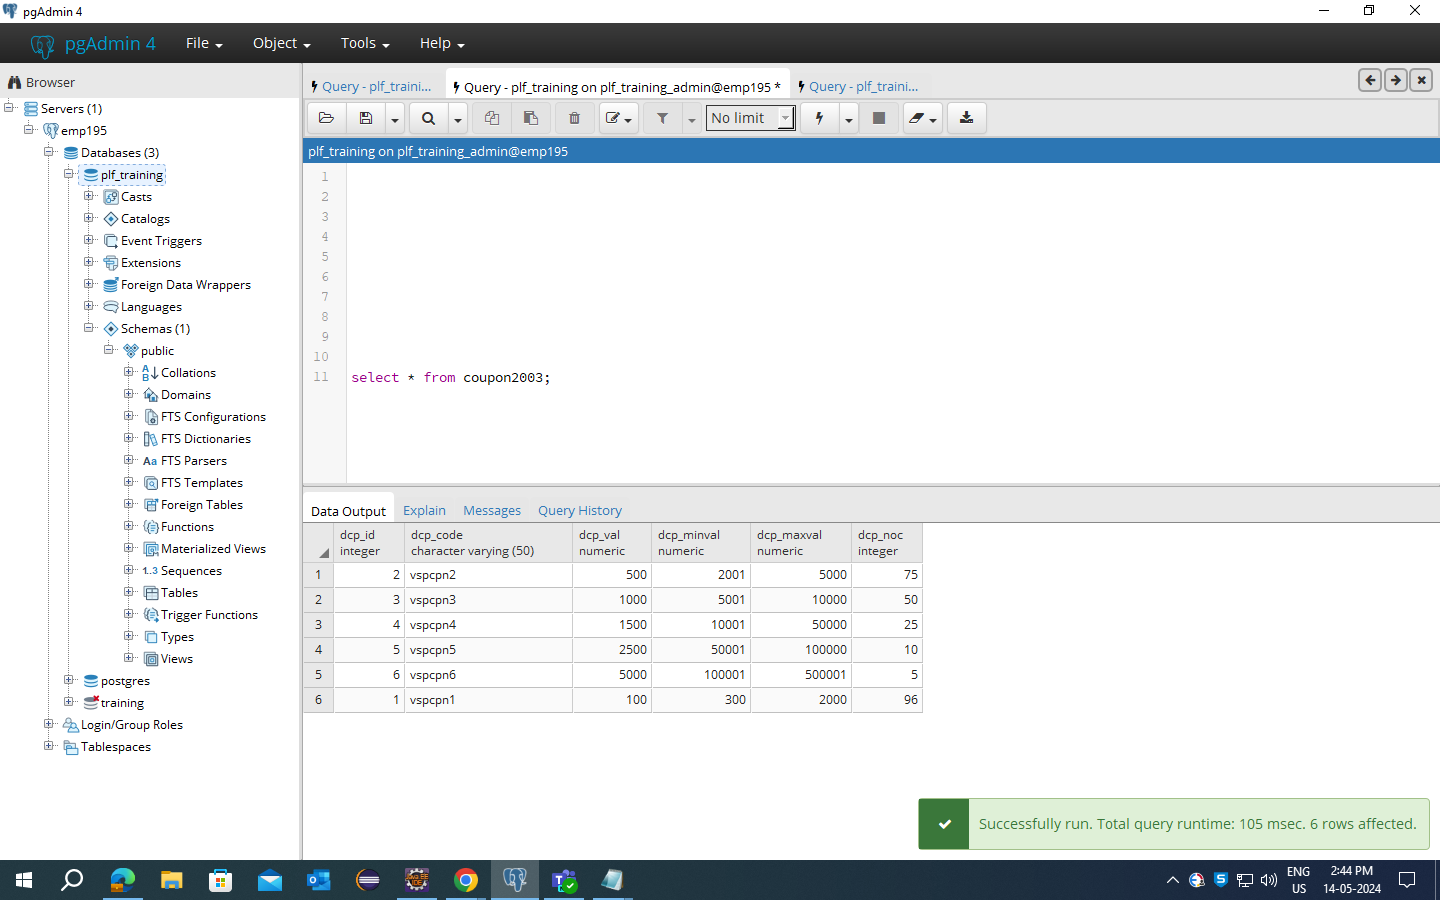 pgAdmin 4
pgAdmin 4 File Object Tools Help
Browser
Servers (1)
emp195
Databases (3)
plf_training
Casts
Catalogs
Event Triggers
Extensions
Foreign Data Wrappers
Languages
Schemas (1)
public
Collations
Domains
FTS Configurations
FTS Dictionaries
FTS Parsers
FTS Templates
Foreign Tables
Functions
Materialized Views
1..3 Sequences
Tables
Trigger Functions
Types
Views
postgres
training
Login/Group Roles
Tablespaces
Query - plf_traini... Query - plf_training on plf_training_admin@emp195 * Query - plf_traini...
No limit
plf_training on plf_training_admin@emp195
1
2
3
4
5
6
7
8
9
10
11 select * from coupon2003;
Data Output Explain Messages Query History
dcp_id dcp_code dcp_val dcp_minval dcp_maxval dcp_noc
integer character varying (50) numeric numeric numeric integer
1 2 vspcpn2 500 2001 5000 75
2 3 vspcpn3 1000 5001 10000 50
3 4 vspcpn4 1500 10001 50000 25
4 5 vspcpn5 2500 50001 100000 10
5 6 vspcpn6 5000 100001 500001 5
6 1 vspcpn1 100 300 2000 96
Successfully run. Total query runtime: 105 msec. 6 rows affected.
ENG 2:44 PM
US 14-05-2024